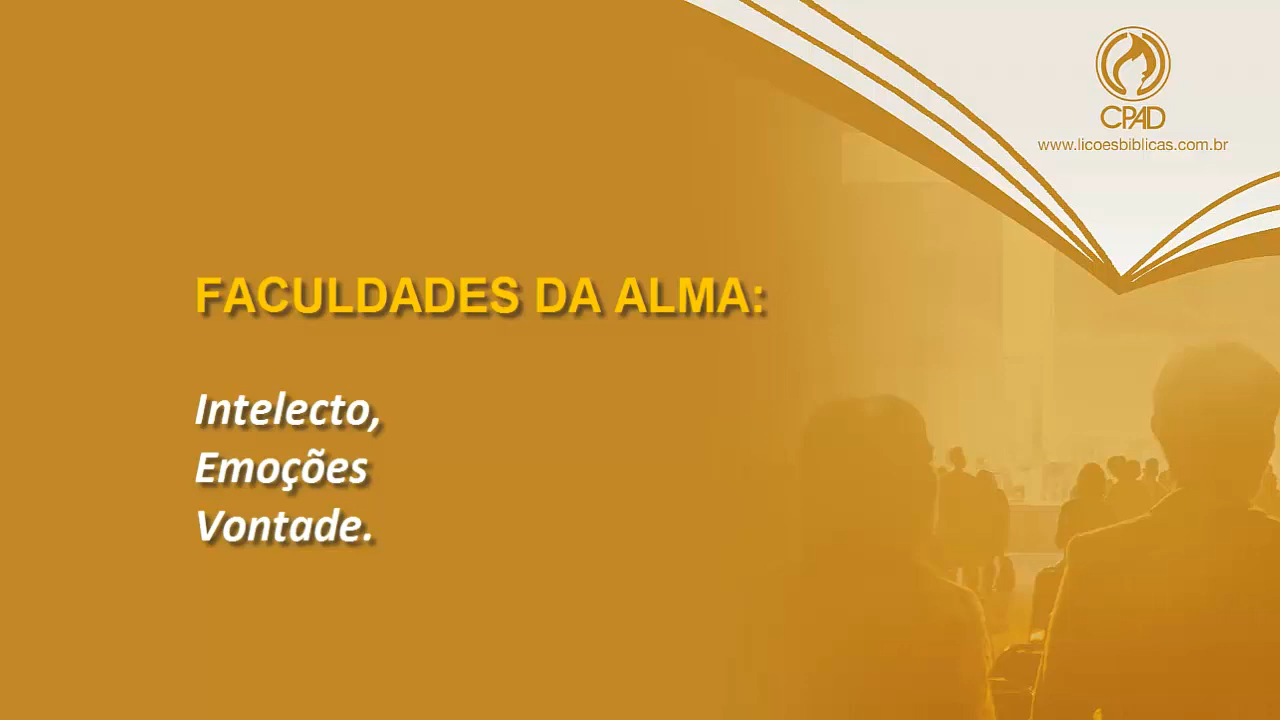 CPAD
www.licoesbiblicas.com.br
FACULDADES DA ALMA:
Intelecto,
Emoções
Vontade.